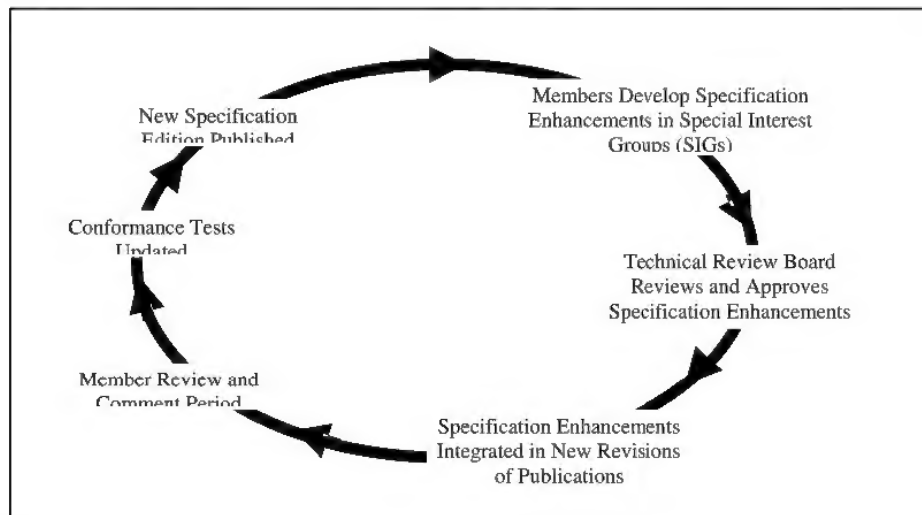 New Specification
Edition Published
Members Develop Specification
Enhancements in Special Interest
Groups (SIGs)
Technical Review Board
Reviews and Approves
Specification Enhancements
Specification Enhancements
Integrated in New Revisions
of Publications
Member Review and
Comment Period
Conformance Tests
Updated